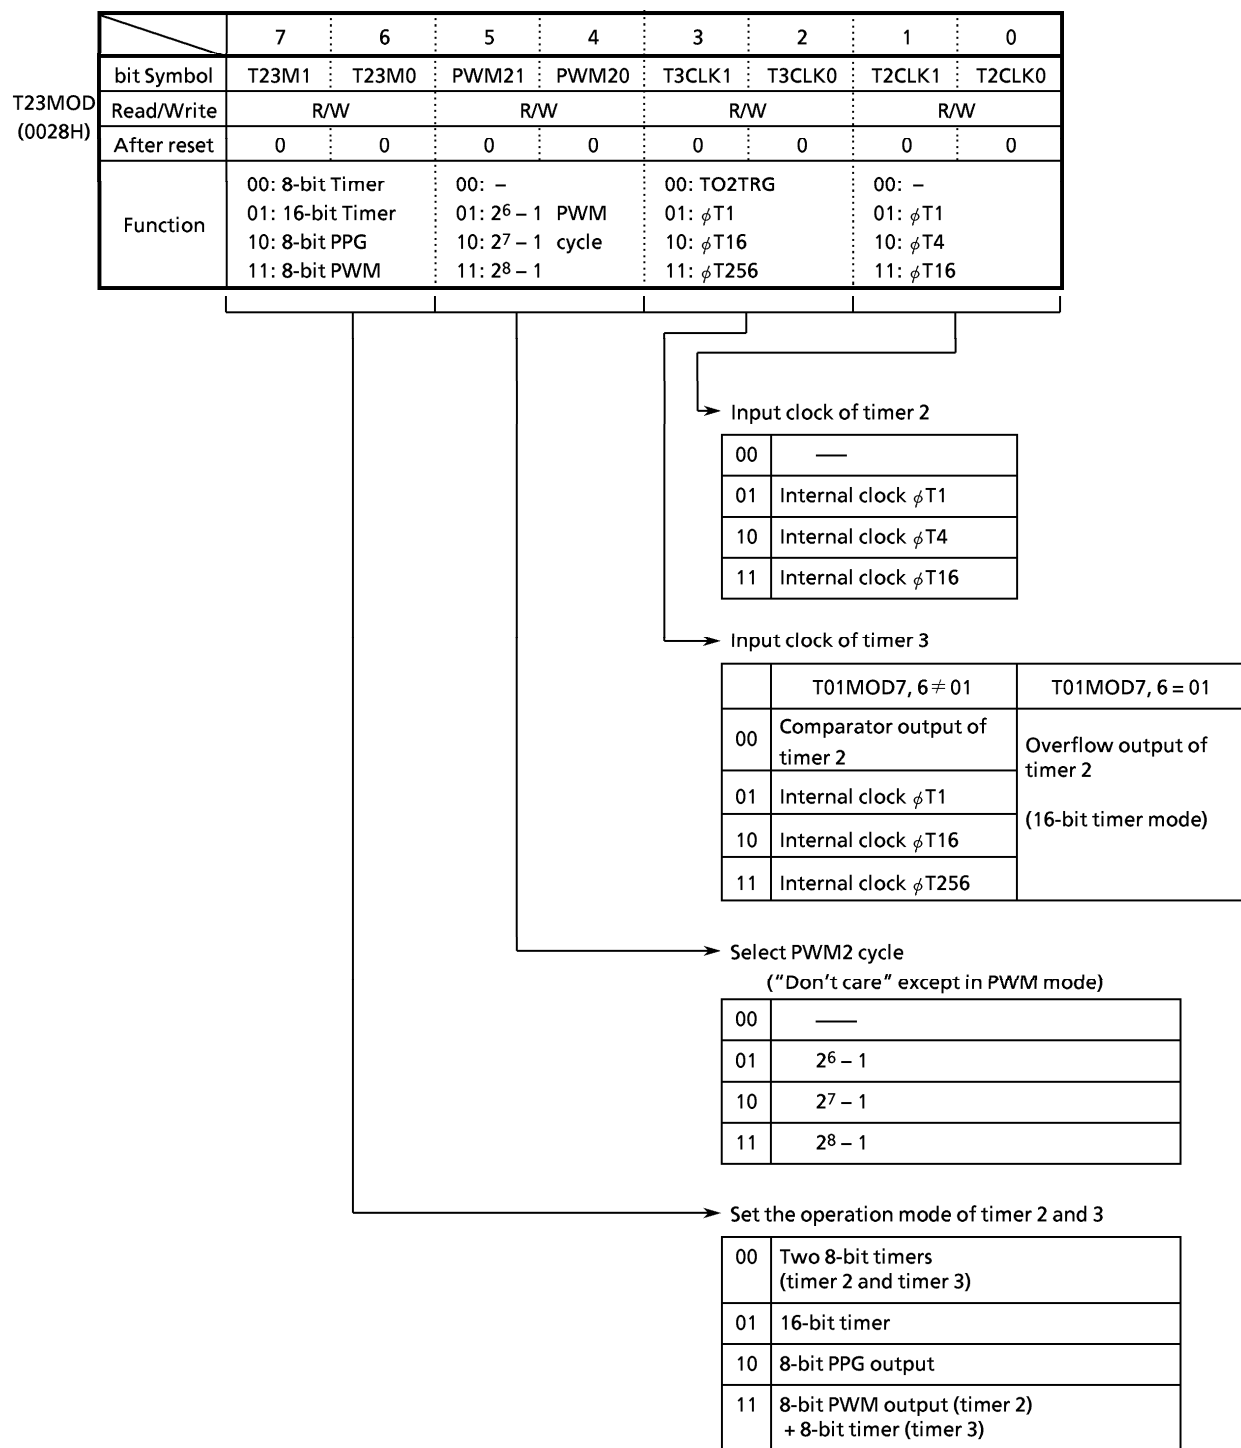 7 6 5 4 3 2 1 0
bit Symbol T23M1 T23M0 PWM21 PWM20 T3CLK1 T3CLK0 T2CLK1 T2CLK0
T23MOD
(0028H)
Read/Write R/W R/W R/W R/W
After reset 0 0 0 0 0 0 0 0
Function
00: 8-bit Timer 00: – 00: TO2TRG 00: –
01: 16-bit Timer 01: 2⁶ – 1 PWM 01: ϕT1 01: ϕT1
10: 8-bit PPG 10: 2⁷ – 1 cycle 10: ϕT16 10: ϕT4
11: 8-bit PWM 11: 2⁸ – 1 11: ϕT256 11: ϕT16
Input clock of timer 2
00 —
01 Internal clock ϕT1
10 Internal clock ϕT4
11 Internal clock ϕT16
Input clock of timer 3
T01MOD7, 6 ≠ 01 T01MOD7, 6 = 01
00 Comparator output of
timer 2
01 Internal clock ϕT1
10 Internal clock ϕT16
11 Internal clock ϕT256
Overflow output of
timer 2
(16-bit timer mode)
Select PWM2 cycle
("Don't care" except in PWM mode)
00 —
01 2⁶ – 1
10 2⁷ – 1
11 2⁸ – 1
Set the operation mode of timer 2 and 3
00 Two 8-bit timers
(timer 2 and timer 3)
01 16-bit timer
10 8-bit PPG output
11 8-bit PWM output (timer 2)
+ 8-bit timer (timer 3)